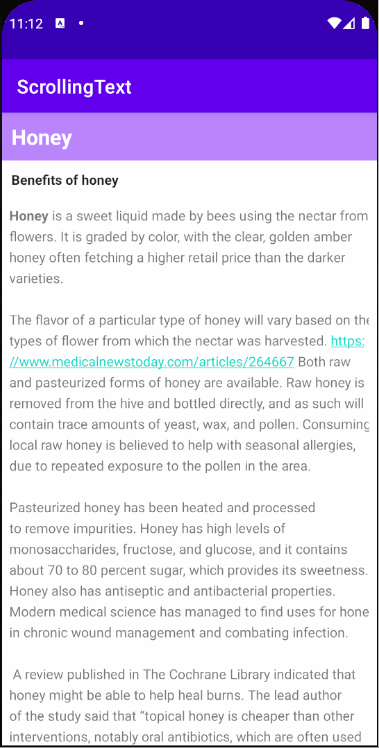 11:12
ScrollingText
Honey
Benefits of honey
Honey is a sweet liquid made by bees using the nectar from
flowers. It is graded by color, with the clear, golden amber
honey often fetching a higher retail price than the darker
varieties.
The flavor of a particular type of honey will vary based on the
types of flower from which the nectar was harvested. https:
//www.medicalnewstoday.com/articles/264667 Both raw
and pasteurized forms of honey are available. Raw honey is
removed from the hive and bottled directly, and as such will
contain trace amounts of yeast, wax, and pollen. Consuming
local raw honey is believed to help with seasonal allergies,
due to repeated exposure to the pollen in the area.
Pasteurized honey has been heated and processed
to remove impurities. Honey has high levels of
monosaccharides, fructose, and glucose, and it contains
about 70 to 80 percent sugar, which provides its sweetness.
Honey also has antiseptic and antibacterial properties.
Modern medical science has managed to find uses for hone
in chronic wound management and combating infection.
A review published in The Cochrane Library indicated that
honey might be able to help heal burns. The lead author
of the study said that “topical honey is cheaper than other
interventions, notably oral antibiotics, which are often used